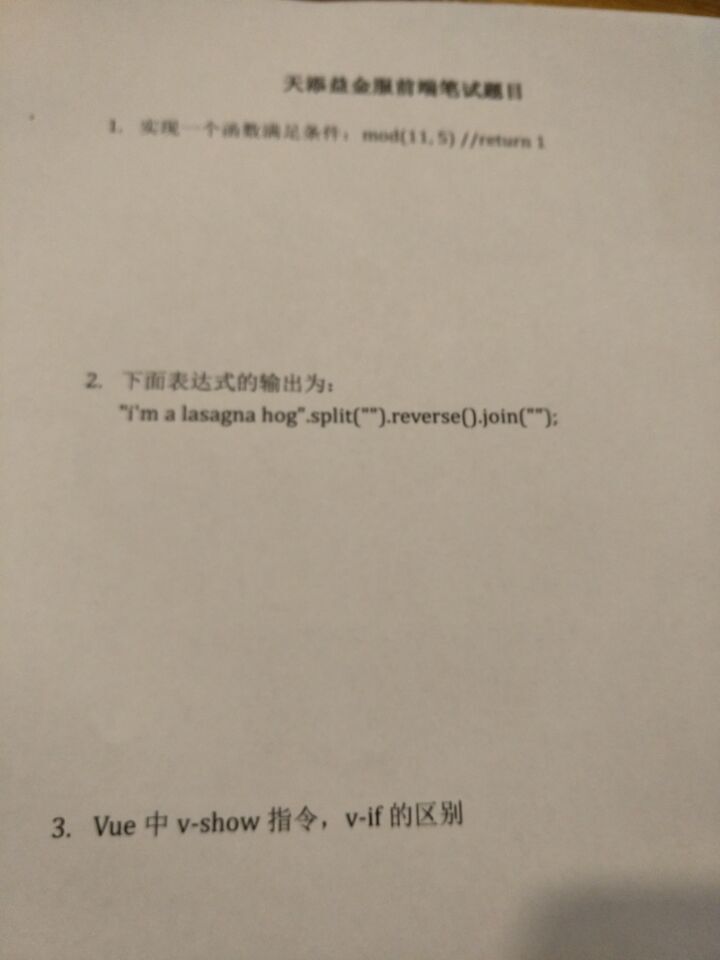 天添益金服前端笔试题目
1. 实现一个函数满足条件：mod(11,5) //return 1
2. 下面表达式的输出为：
"i'm a lasagna hog".split("").reverse().join("");
3. Vue 中 v-show 指令，v-if 的区别